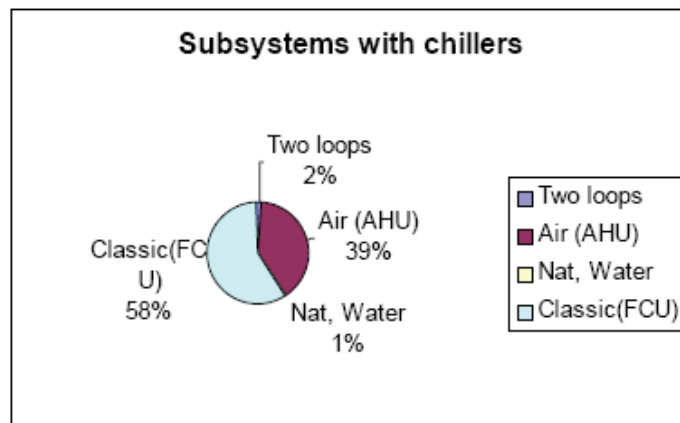 Subsystems with chillers
Two loops
2%
Air (AHU)
39%
Classic(FC
U)
58%
Nat, Water
1%
Two loops
Air (AHU)
Nat, Water
Classic(FCU)